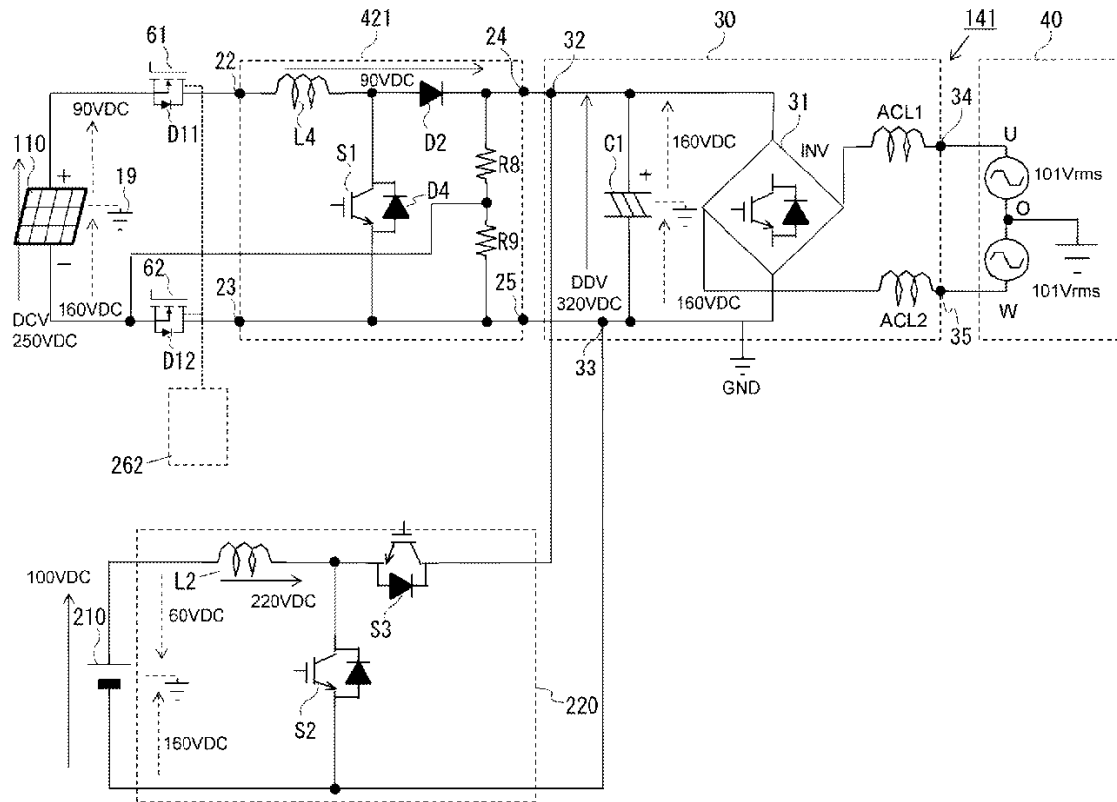 61
421
24
32
30
141
40
22
90VDC
90VDC
D11
L4
D2
110
+
19
S1
D4
R8
R9
C1
+
160VDC
31
INV
ACL1
34
U
101Vrms
O
101Vrms
W
−
160VDC
62
23
25
DDV
320VDC
160VDC
ACL2
35
DCV
250VDC
D12
33
GND
262
100VDC
210
L2
220VDC
60VDC
S3
S2
220
160VDC